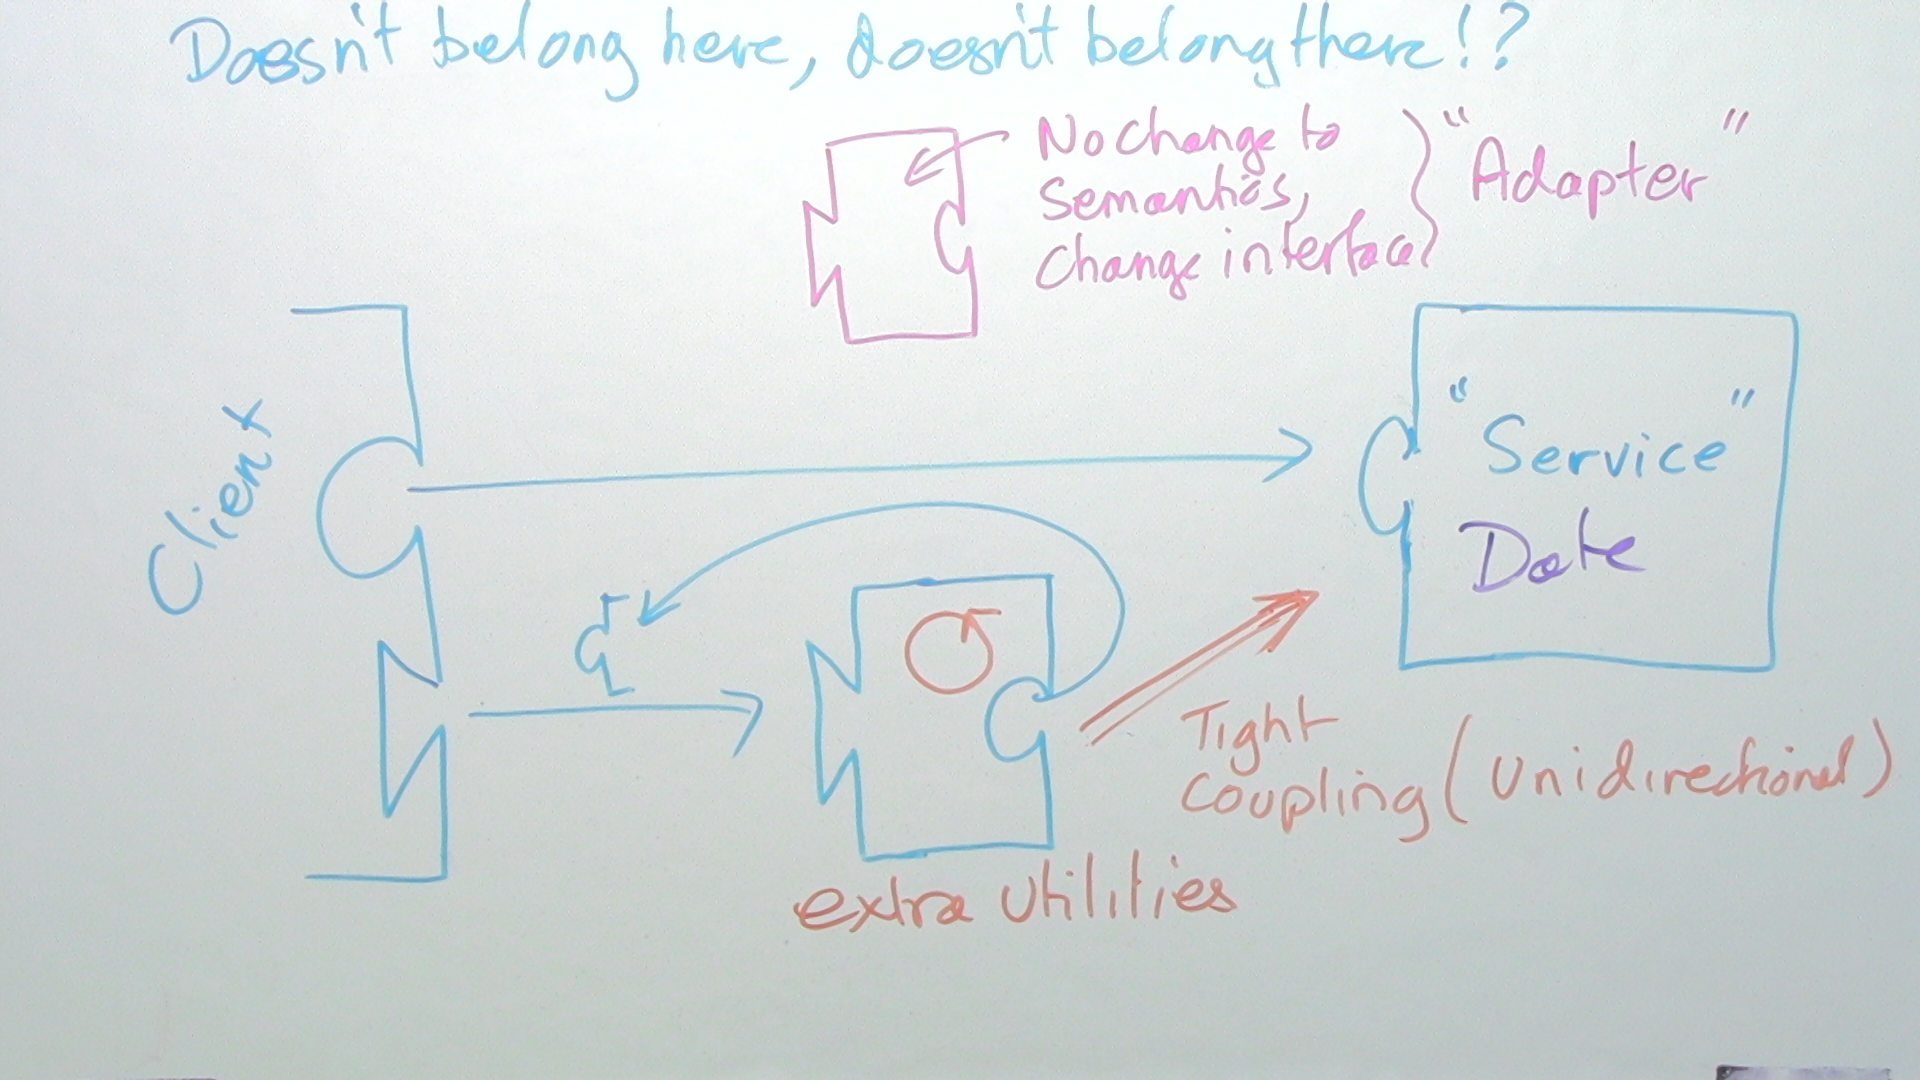 Doesn't belong here, doesn't belong there!?
No change to
Semantics,
Change interface
"Adapter"
Client
"Service"
Date
Tight
Coupling (Unidirectional)
extra Utilities